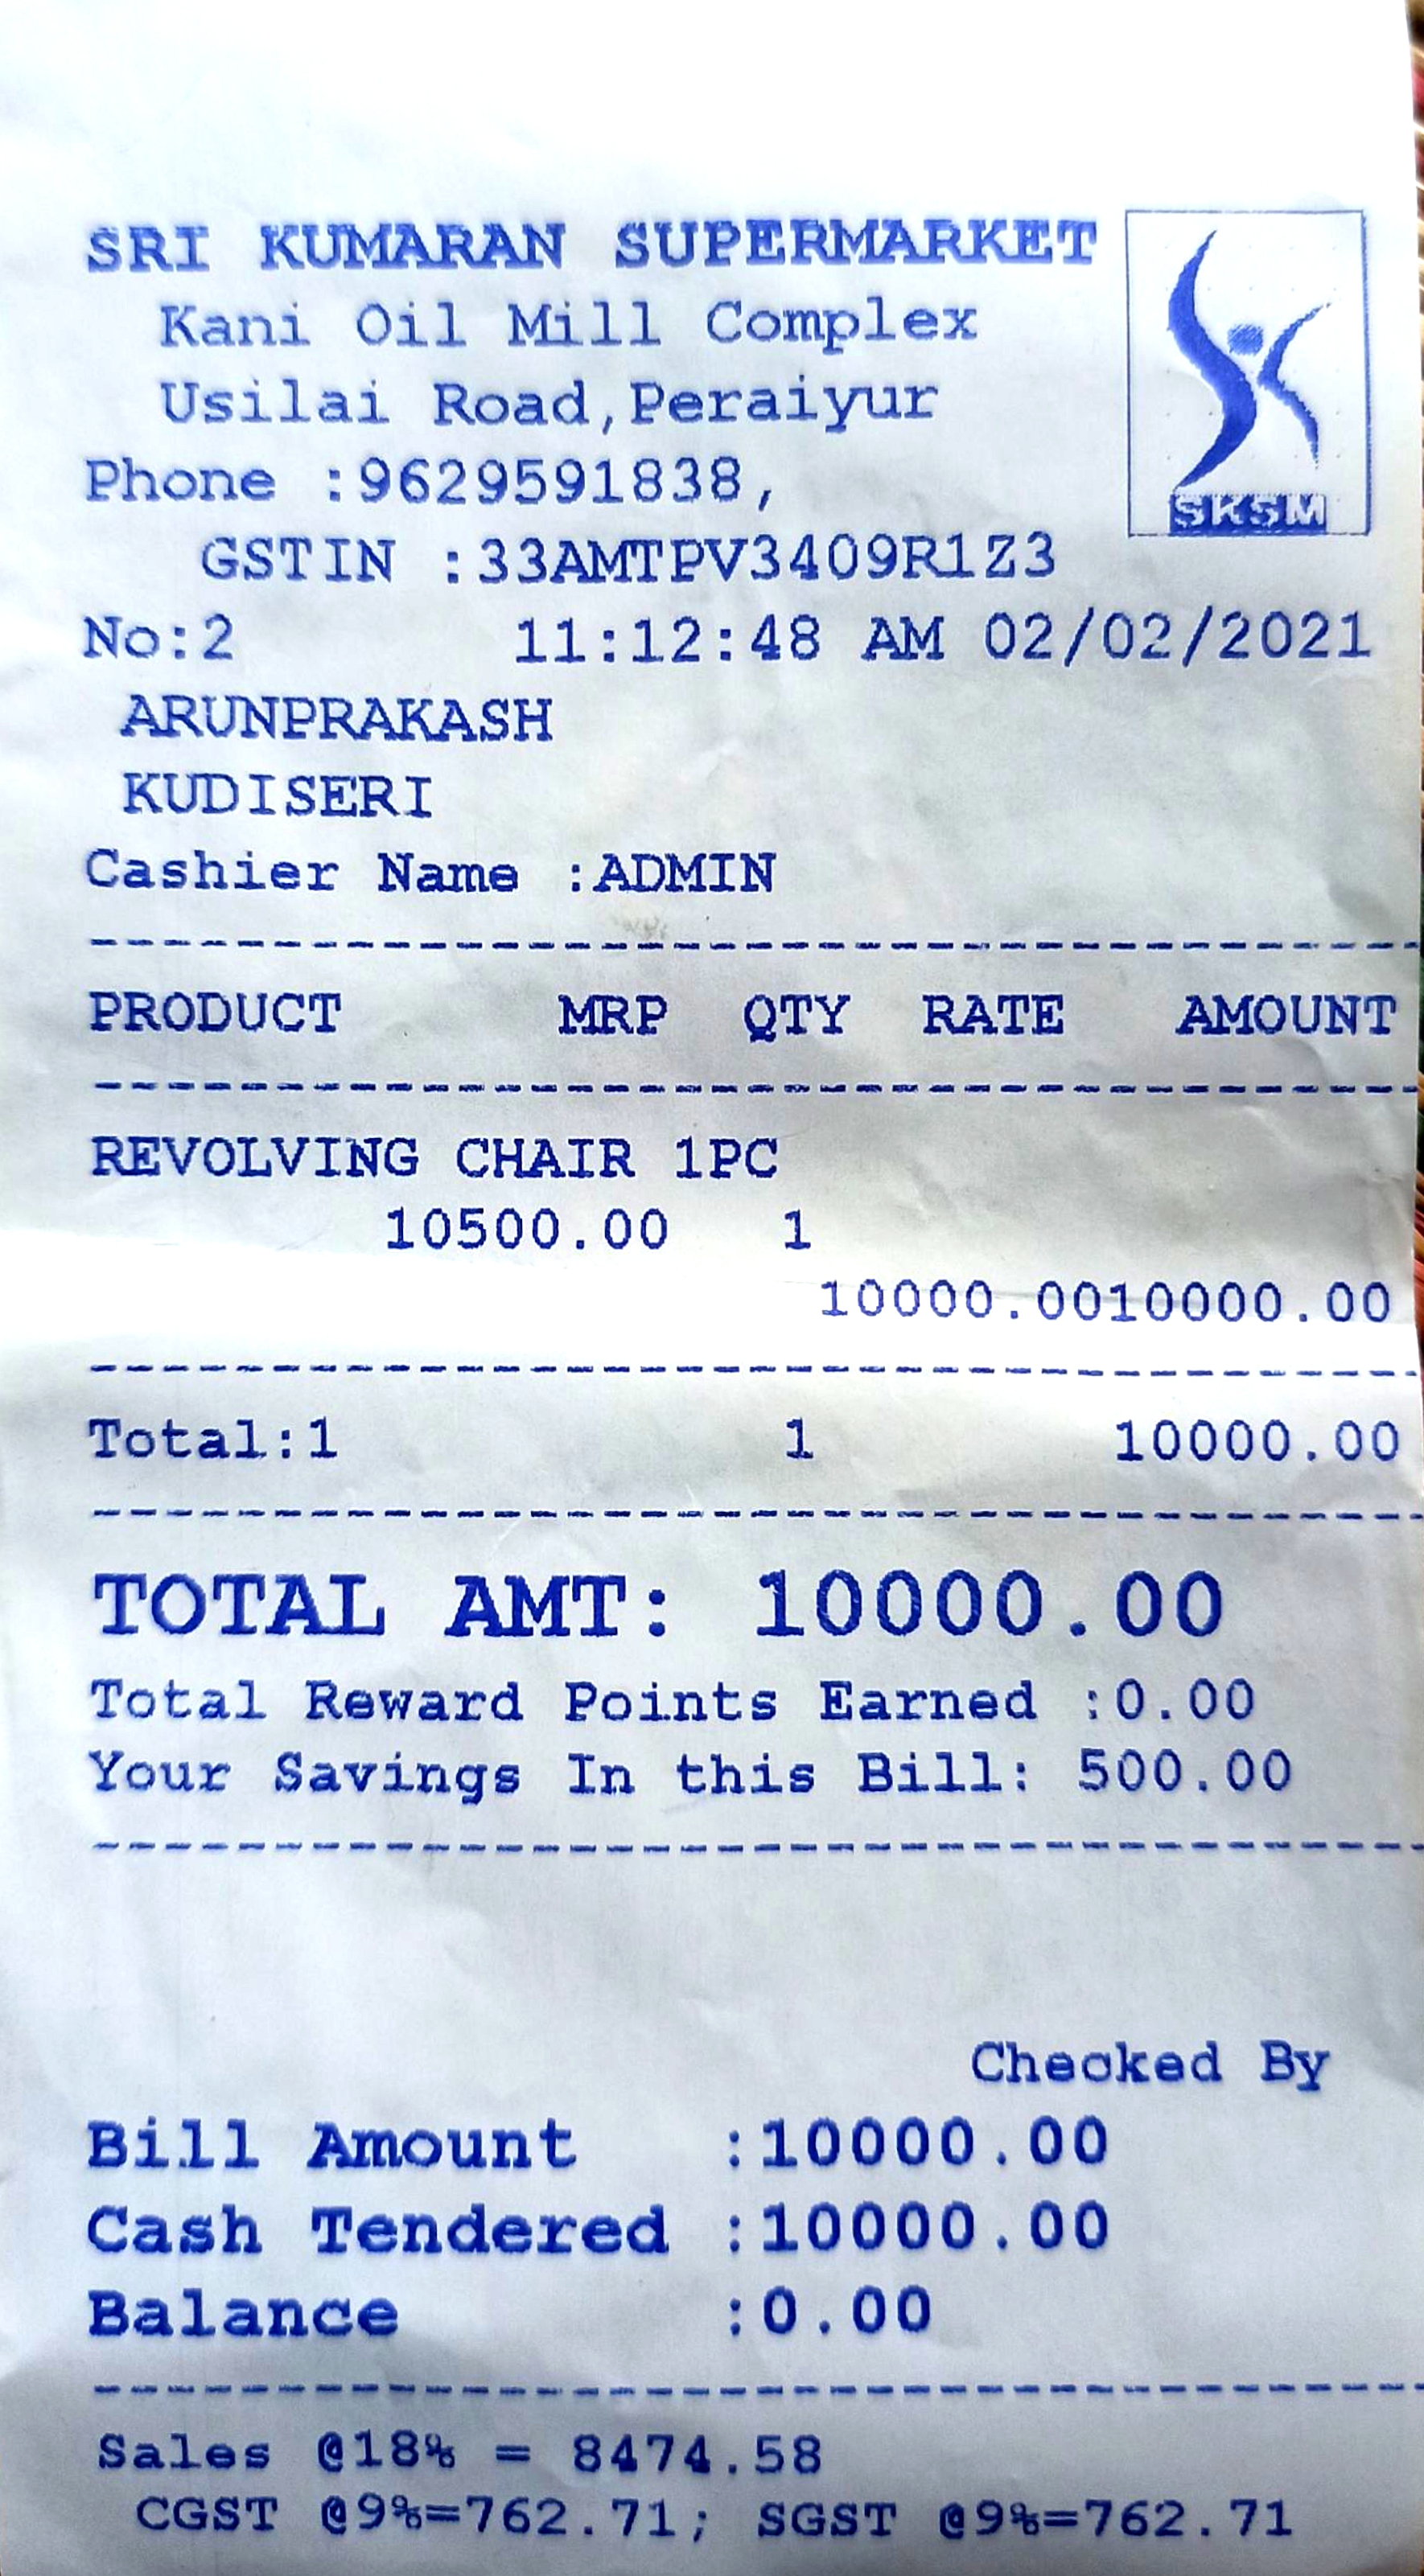 SRI KUMARAN SUPERMARKET
Kani Oil Mill Complex
Usilai Road,Peraiyur
Phone :9629591838,
SKSM
GSTIN :33AMTPV3409R1Z3
No:2 11:12:48 AM 02/02/2021
ARUNPRAKASH
KUDISERI
Cashier Name :ADMIN
PRODUCT MRP QTY RATE AMOUNT
REVOLVING CHAIR 1PC
10500.00 1
10000.0010000.00
Total:1 1 10000.00
TOTAL AMT: 10000.00
Total Reward Points Earned :0.00
Your Savings In this Bill: 500.00
Checked By
Bill Amount :10000.00
Cash Tendered :10000.00
Balance :0.00
Sales @18% = 8474.58
CGST @9%=762.71; SGST @9%=762.71